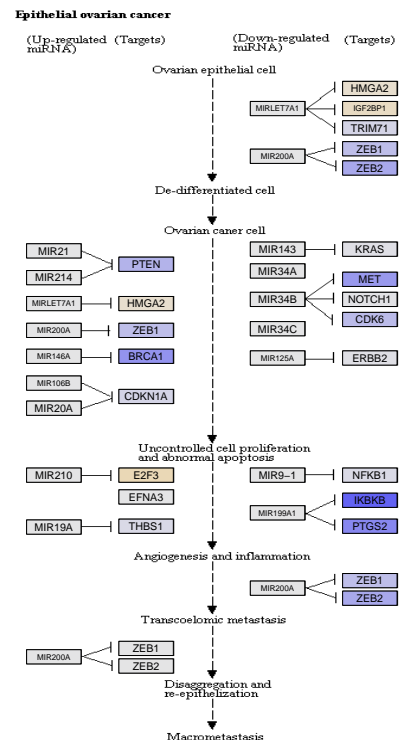 Epithelial ovarian cancer
(Up-regulated miRNA) (Targets)
(Down-regulated miRNA) (Targets)
Ovarian epithelial cell
MIRLET7A1
HMGA2
IGF2BP1
TRIM71
MIR200A
ZEB1
ZEB2
De-differentiated cell
Ovarian caner cell
MIR21
MIR214
PTEN
MIRLET7A1
HMGA2
MIR200A
ZEB1
MIR146A
BRCA1
MIR106B
MIR20A
CDKN1A
MIR143
KRAS
MIR34A
MIR34B
MIR34C
MET
NOTCH1
CDK6
MIR125A
ERBB2
Uncontrolled cell proliferation
and abnormal apoptosis
MIR210
E2F3
EFNA3
MIR19A
THBS1
MIR9-1
NFKB1
MIR199A1
IKBKB
PTGS2
Angiogenesis and inflammation
MIR200A
ZEB1
ZEB2
Transcoelomic metastasis
MIR200A
ZEB1
ZEB2
Disaggregation and
re-epithelization
Macrometastasis